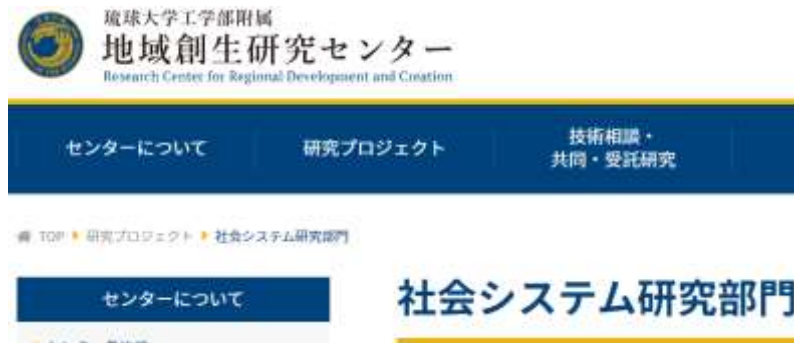 琉球大学工学部附属
地域創生研究センター
Research Center for Regional Development and Creation
センターについて
研究プロジェクト
技術相談・
共同・受託研究
TOP 研究プロジェクト 社会システム研究部門
センターについて
社会システム研究部門